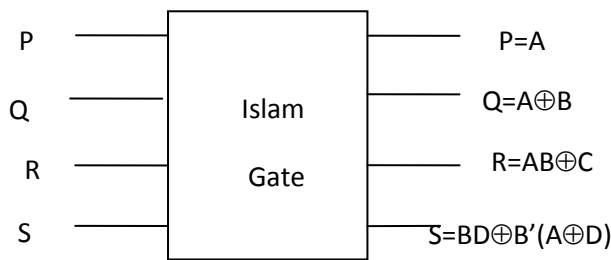 P P=A
Q Islam Q=A⊕B
R Gate R=AB⊕C
S S=BD⊕B’(A⊕D)